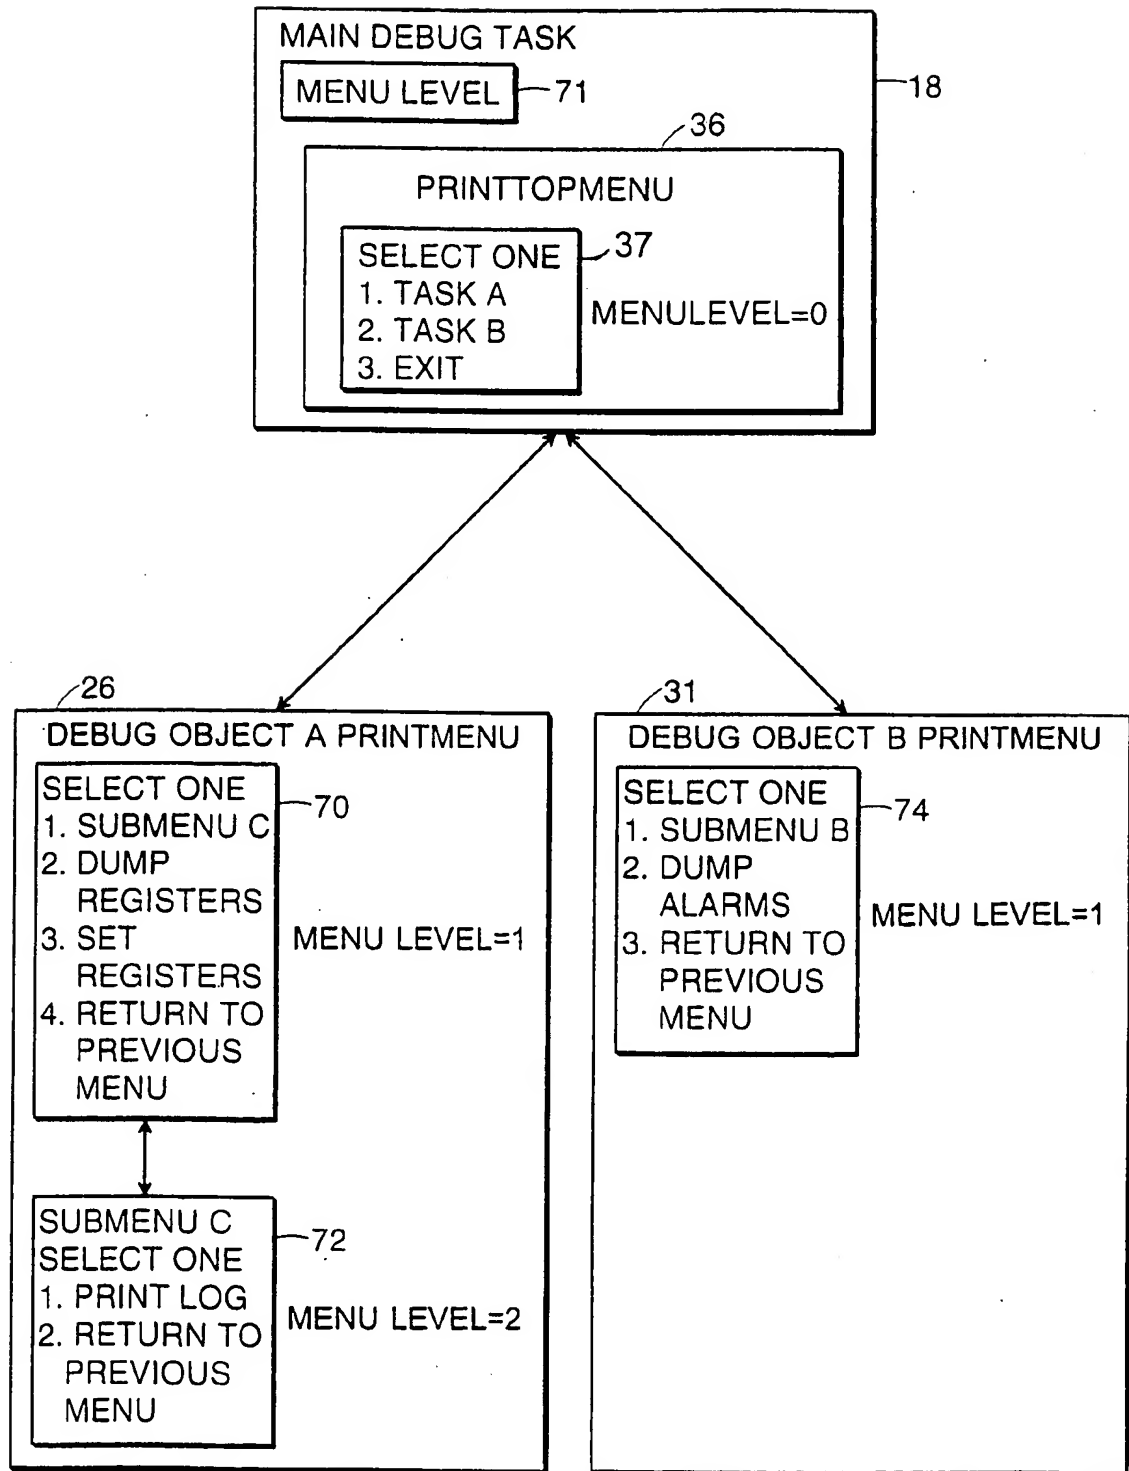 MAIN DEBUG TASK
MENU LEVEL
71
18
36
PRINTTOPMENU
37
SELECT ONE
1. TASK A
2. TASK B
3. EXIT
MENULEVEL=0
26
DEBUG OBJECT A PRINTMENU
SELECT ONE
1. SUBMENU C
2. DUMP
REGISTERS
3. SET
REGISTERS
4. RETURN TO
PREVIOUS
MENU
70
MENU LEVEL=1
SUBMENU C
SELECT ONE
1. PRINT LOG
2. RETURN TO
PREVIOUS
MENU
72
MENU LEVEL=2
31
DEBUG OBJECT B PRINTMENU
SELECT ONE
1. SUBMENU B
2. DUMP
ALARMS
3. RETURN TO
PREVIOUS
MENU
74
MENU LEVEL=1